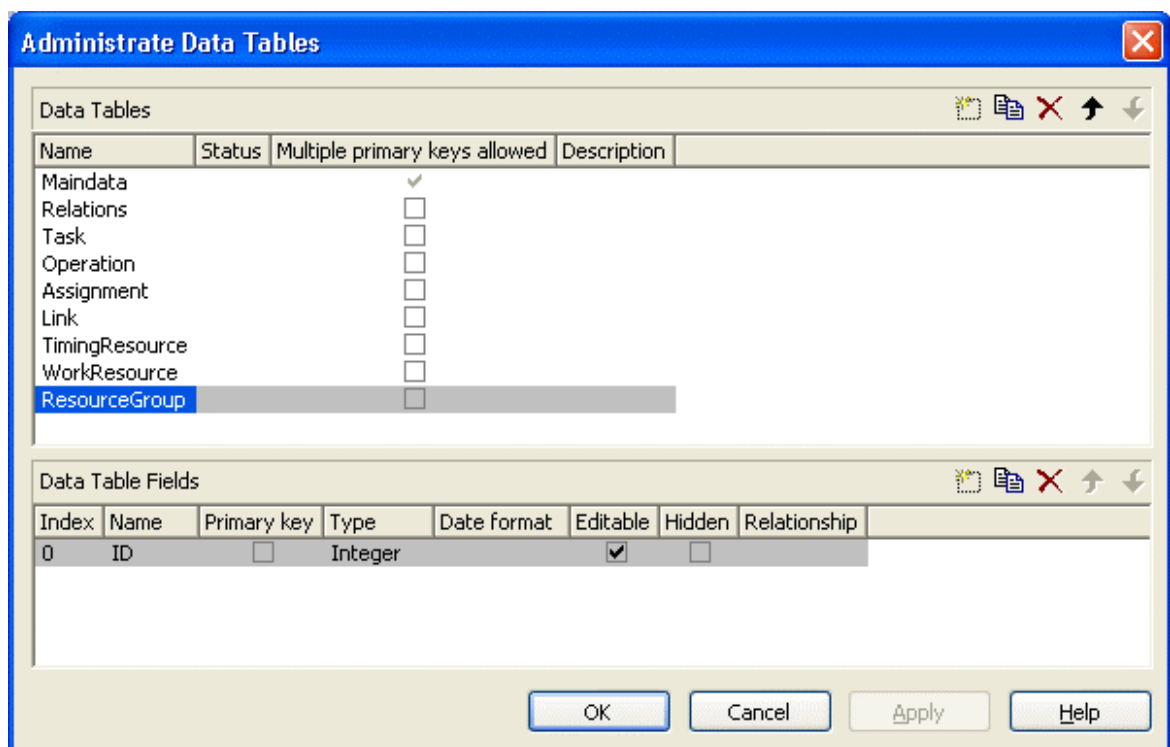 Administrate Data Tables
Data Tables
Name Status Multiple primary keys allowed Description
Maindata
Relations
Task
Operation
Assignment
Link
TimingResource
WorkResource
ResourceGroup
Data Table Fields
Index Name Primary key Type Date format Editable Hidden Relationship
0 ID Integer
OK Cancel Apply Help